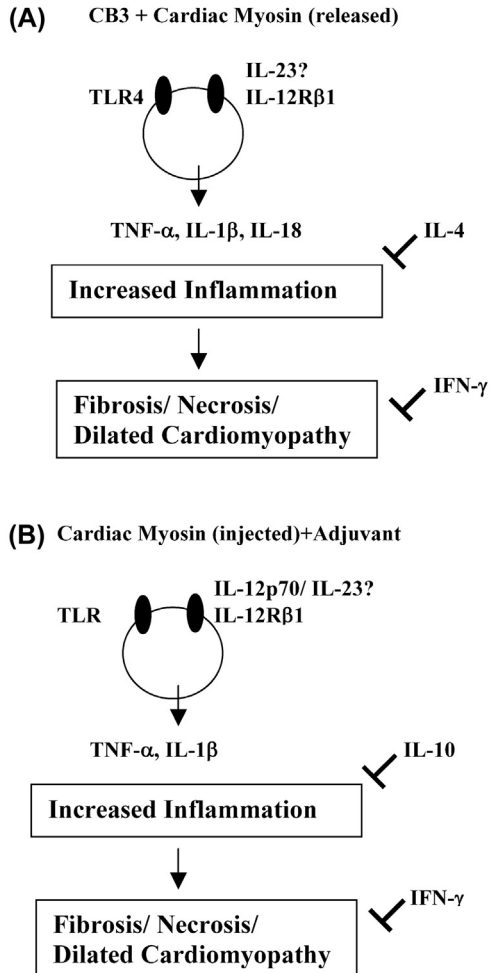 (A) CB3 + Cardiac Myosin (released)
IL-23?
TLR4 IL-12Rβ1
TNF-α, IL-1β, IL-18
IL-4
Increased Inflammation
IFN-γ
Fibrosis/ Necrosis/
Dilated Cardiomyopathy
(B) Cardiac Myosin (injected)+Adjuvant
IL-12p70/ IL-23?
TLR IL-12Rβ1
TNF-α, IL-1β
IL-10
Increased Inflammation
IFN-γ
Fibrosis/ Necrosis/
Dilated Cardiomyopathy